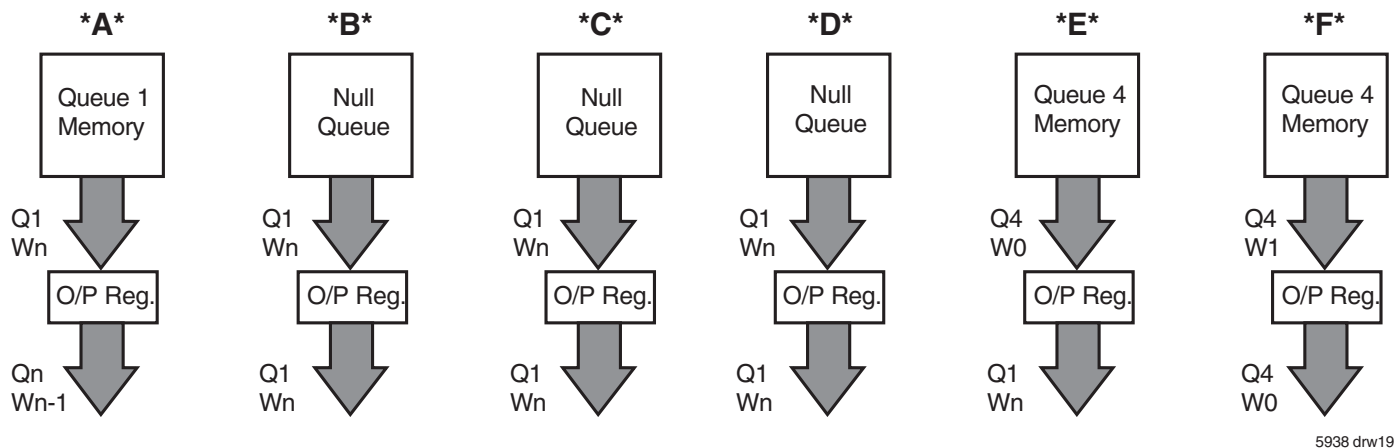 *A* *B* *C* *D* *E* *F*
Queue 1 Null Null Null Queue 4 Queue 4
Memory Queue Queue Queue Memory Memory
Q1 Q1 Q1 Q1 Q4 Q4
Wn Wn Wn Wn W0 W1
O/P Reg. O/P Reg. O/P Reg. O/P Reg. O/P Reg. O/P Reg.
Qn Q1 Q1 Q1 Q1 Q4
Wn-1 Wn Wn Wn Wn W0
5938 drw19